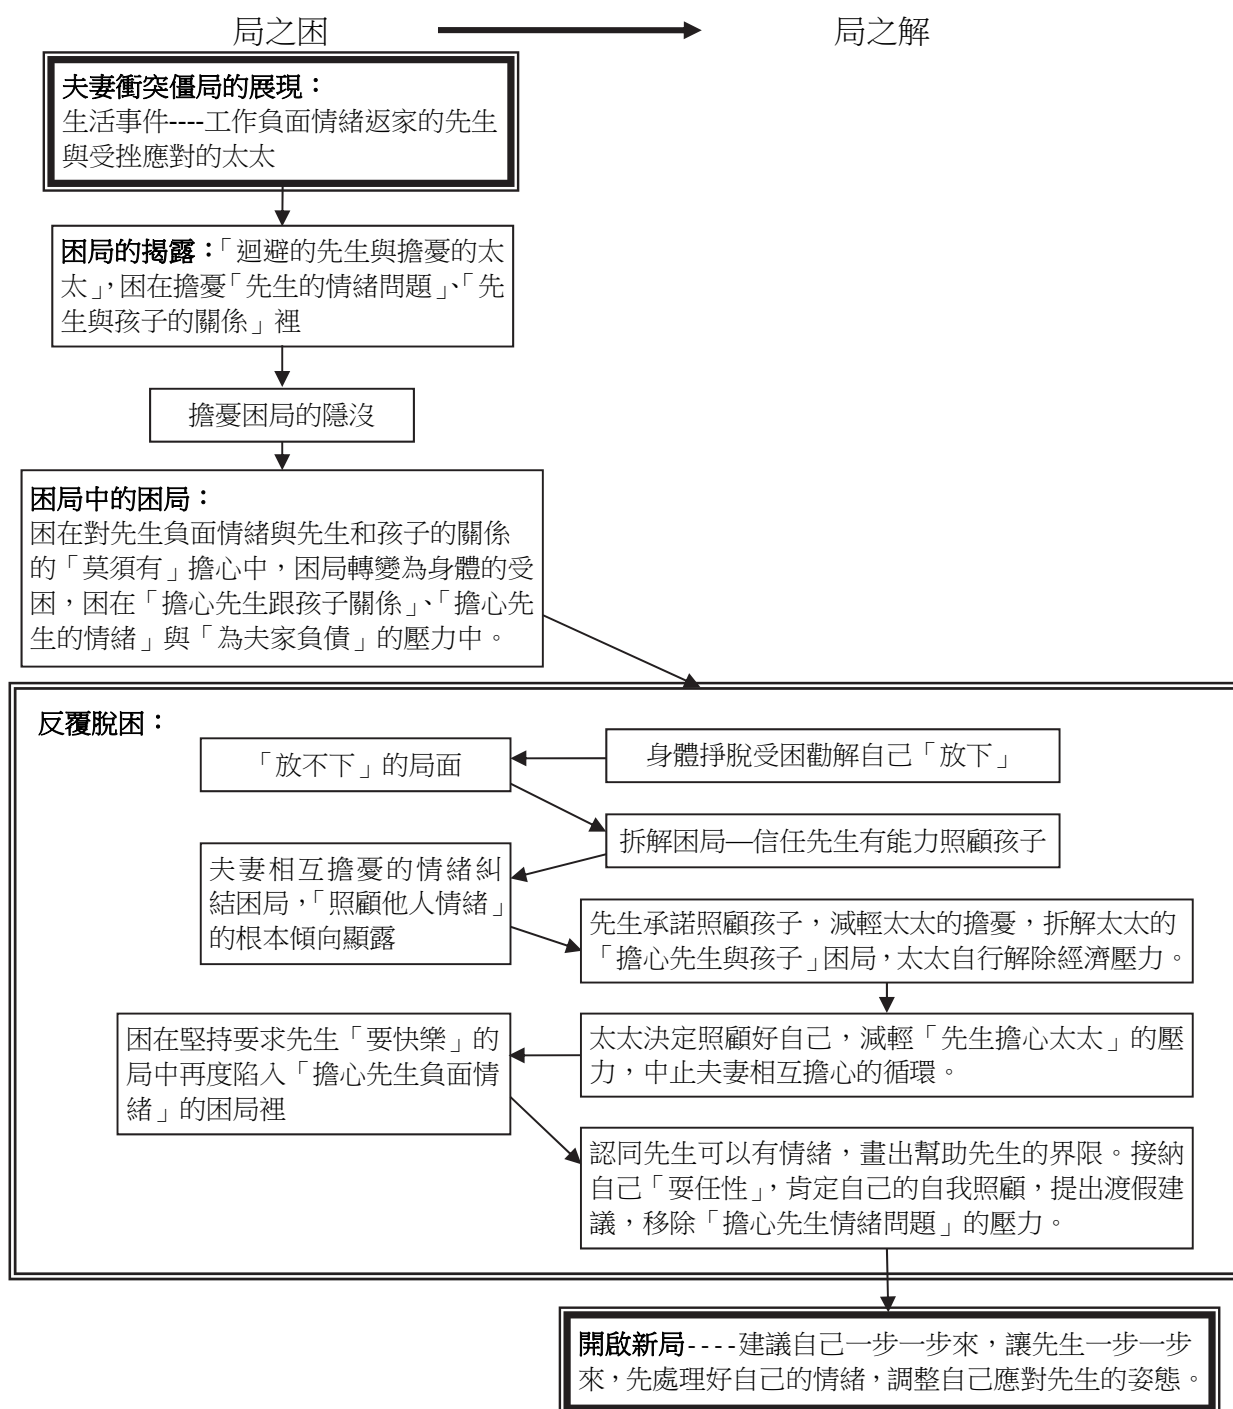 局之困
局之解
夫妻衝突僵局的展現：
生活事件----工作負面情緒返家的先生
與受挫應對的太太
困局的揭露：「迴避的先生與擔憂的太
太」，困在擔憂「先生的情緒問題」、「先
生與孩子的關係」裡
擔憂困局的隱沒
困局中的困局：
困在對先生負面情緒與先生和孩子的關係
的「莫須有」擔心中，困局轉變為身體的受
困，困在「擔心先生跟孩子關係」、「擔心先
生的情緒」與「為夫家負債」的壓力中。
反覆脫困：
身體掙脫受困勸解自己「放下」
「放不下」的局面
拆解困局—信任先生有能力照顧孩子
夫妻相互擔憂的情緒糾
結困局，「照顧他人情緒」
的根本傾向顯露
先生承諾照顧孩子，減輕太太的擔憂，拆解太太的
「擔心先生與孩子」困局，太太自行解除經濟壓力。
太太決定照顧好自己，減輕「先生擔心太太」的壓
力，中止夫妻相互擔心的循環。
困在堅持要求先生「要快樂」的
局中再度陷入「擔心先生負面情
緒」的困局裡
認同先生可以有情緒，畫出幫助先生的界限。接納
自己「耍任性」，肯定自己的自我照顧，提出渡假建
議，移除「擔心先生情緒問題」的壓力。
開啟新局----建議自己一步一步來，讓先生一步一步
來，先處理好自己的情緒，調整自己應對先生的姿態。